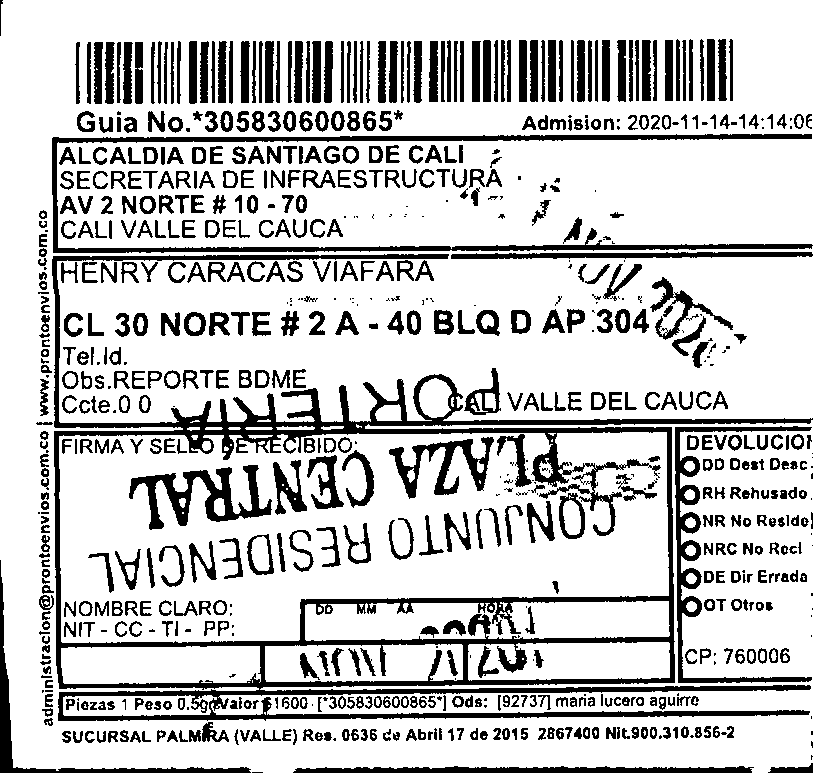 Guia No.*305830600865*
Admision: 2020-11-14-14:14:06
ALCALDIA DE SANTIAGO DE CALI
SECRETARIA DE INFRAESTRUCTURA
AV 2 NORTE # 10 - 70
CALI VALLE DEL CAUCA
HENRY CARACAS VIAFARA
CL 30 NORTE # 2 A - 40 BLQ D AP 304
Tel.Id.
Obs.REPORTE BDME
Ccte.0 0
CALI VALLE DEL CAUCA
NOV 2020
administracion@prontoenvios.com.co | www.prontoenvios.com.co
FIRMA Y SELLO DE RECIBIDO:
CONJUNTO RESIDENCIAL
PLAZA CENTRAL
PORTERIA
NOMBRE CLARO:
NIT - CC - TI - PP:
DD MM AA HORA
DEVOLUCION
DD Dest Desc
RH Rehusado
NR No Reside
NRC No Reci
DE Dir Errada
OT Otros
CP: 760006
Piezas 1 Peso 0.5gr Valor $1600 [*305830600865*] Ods: [92737] maria lucero aguirre
SUCURSAL PALMIRA (VALLE) Res. 0636 de Abril 17 de 2015 2867400 Nit.900.310.856-2